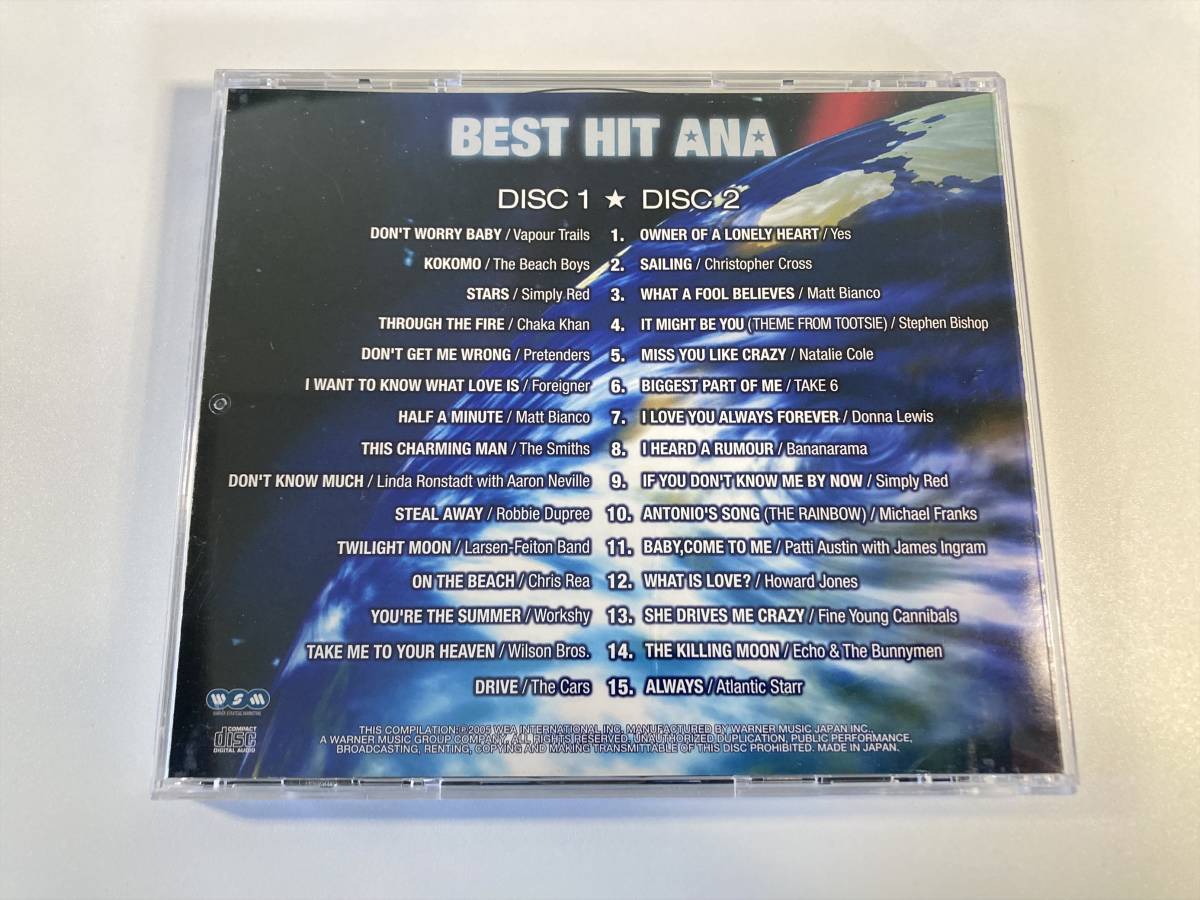 BEST HIT ANA
DISC 1 ★ DISC 2
DON'T WORRY BABY / Vapour Trails 1. OWNER OF A LONELY HEART / Yes
KOKOMO / The Beach Boys 2. SAILING / Christopher Cross
STARS / Simply Red 3. WHAT A FOOL BELIEVES / Matt Bianco
THROUGH THE FIRE / Chaka Khan 4. IT MIGHT BE YOU (THEME FROM TOOTSIE) / Stephen Bishop
DON'T GET ME WRONG / Pretenders 5. MISS YOU LIKE CRAZY / Natalie Cole
I WANT TO KNOW WHAT LOVE IS / Foreigner 6. BIGGEST PART OF ME / TAKE 6
HALF A MINUTE / Matt Bianco 7. I LOVE YOU ALWAYS FOREVER / Donna Lewis
THIS CHARMING MAN / The Smiths 8. I HEARD A RUMOUR / Bananarama
DON'T KNOW MUCH / Linda Ronstadt with Aaron Neville 9. IF YOU DON'T KNOW ME BY NOW / Simply Red
STEAL AWAY / Robbie Dupree 10. ANTONIO'S SONG (THE RAINBOW) / Michael Franks
TWILIGHT MOON / Larsen-Feiton Band 11. BABY,COME TO ME / Patti Austin with James Ingram
ON THE BEACH / Chris Rea 12. WHAT IS LOVE? / Howard Jones
YOU'RE THE SUMMER / Workshy 13. SHE DRIVES ME CRAZY / Fine Young Cannibals
TAKE ME TO YOUR HEAVEN / Wilson Bros. 14. THE KILLING MOON / Echo & The Bunnymen
DRIVE / The Cars 15. ALWAYS / Atlantic Starr
WSM
WARNER STRATEGIC MARKETING
COMPACT
disc
DIGITAL AUDIO
THIS COMPILATION:℗2005 WEA INTERNATIONAL INC. MANUFACTURED BY WARNER MUSIC JAPAN INC.,
A WARNER MUSIC GROUP COMPANY. ALL RIGHTS RESERVED. UNAUTHORIZED DUPLICATION, PUBLIC PERFORMANCE,
BROADCASTING, RENTING, COPYING AND MAKING TRANSMITTABLE OF THIS DISC PROHIBITED. MADE IN JAPAN.